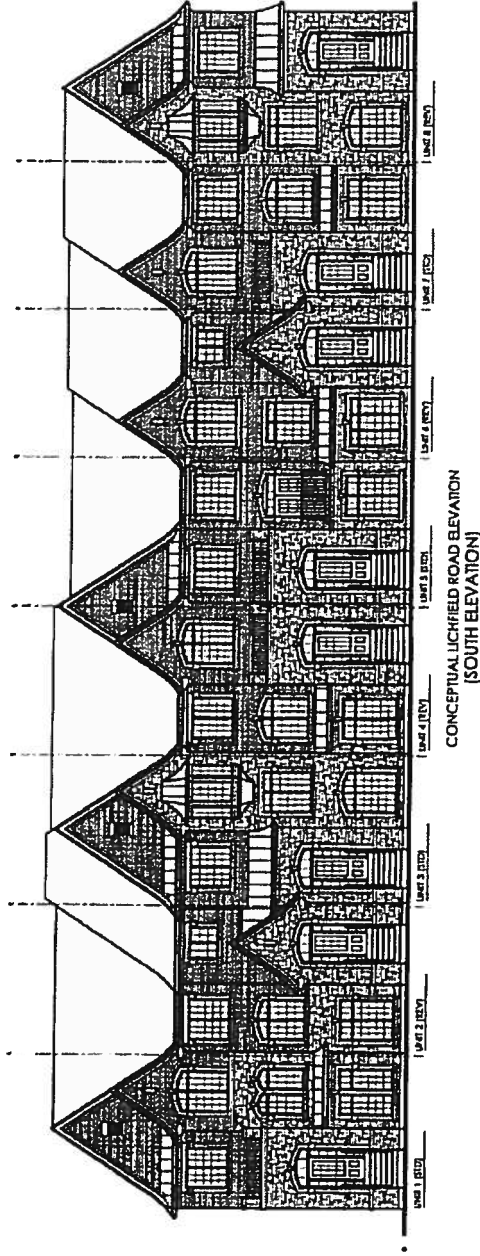 UNIT 1 (STD)
UNIT 2 (REV)
UNIT 3 (STD)
UNIT 4 (REV)
UNIT 5 (STD)
UNIT 6 (REV)
UNIT 7 (STD)
UNIT 8 (REV)
CONCEPTUAL LICHFIELD ROAD ELEVATION
(SOUTH ELEVATION)